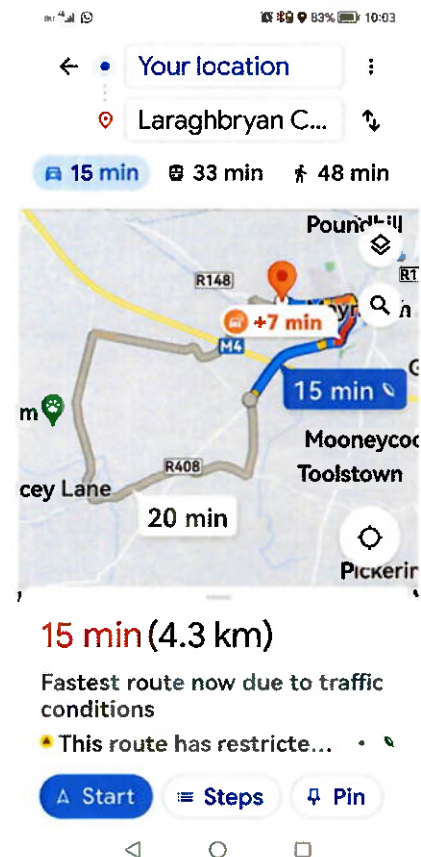 83% 10:03
Your location
Laraghbryan C...
15 min
33 min
48 min
Poundhill
R148
R1
+7 min
M4
15 min
m
Mooneycoo
R408
Toolstown
cey Lane
20 min
Pickerin
15 min (4.3 km)
Fastest route now due to traffic
conditions
This route has restricte...
Start
Steps
Pin